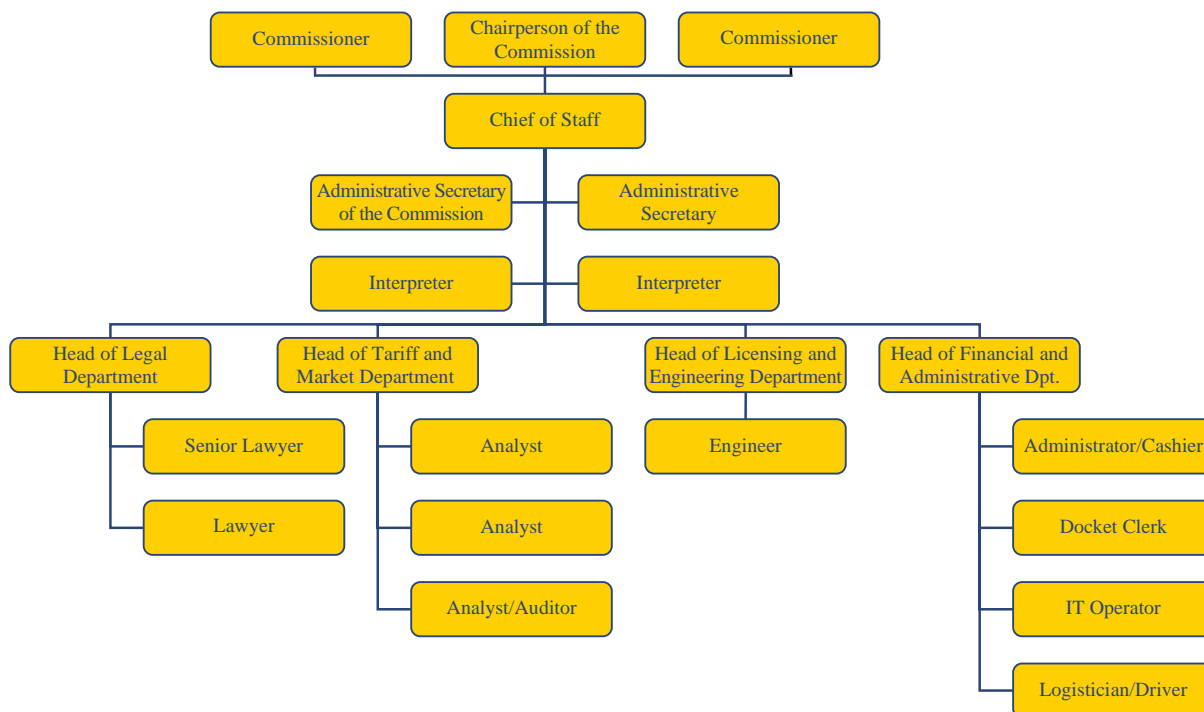 Commissioner
Chairperson of the
Commission
Commissioner
Chief of Staff
Administrative Secretary
of the Commission
Administrative
Secretary
Interpreter
Interpreter
Head of Legal
Department
Head of Tariff and
Market Department
Head of Licensing and
Engineering Department
Head of Financial and
Administrative Dpt.
Senior Lawyer
Analyst
Engineer
Administrator/Cashier
Lawyer
Analyst
Docket Clerk
Analyst/Auditor
IT Operator
Logistician/Driver